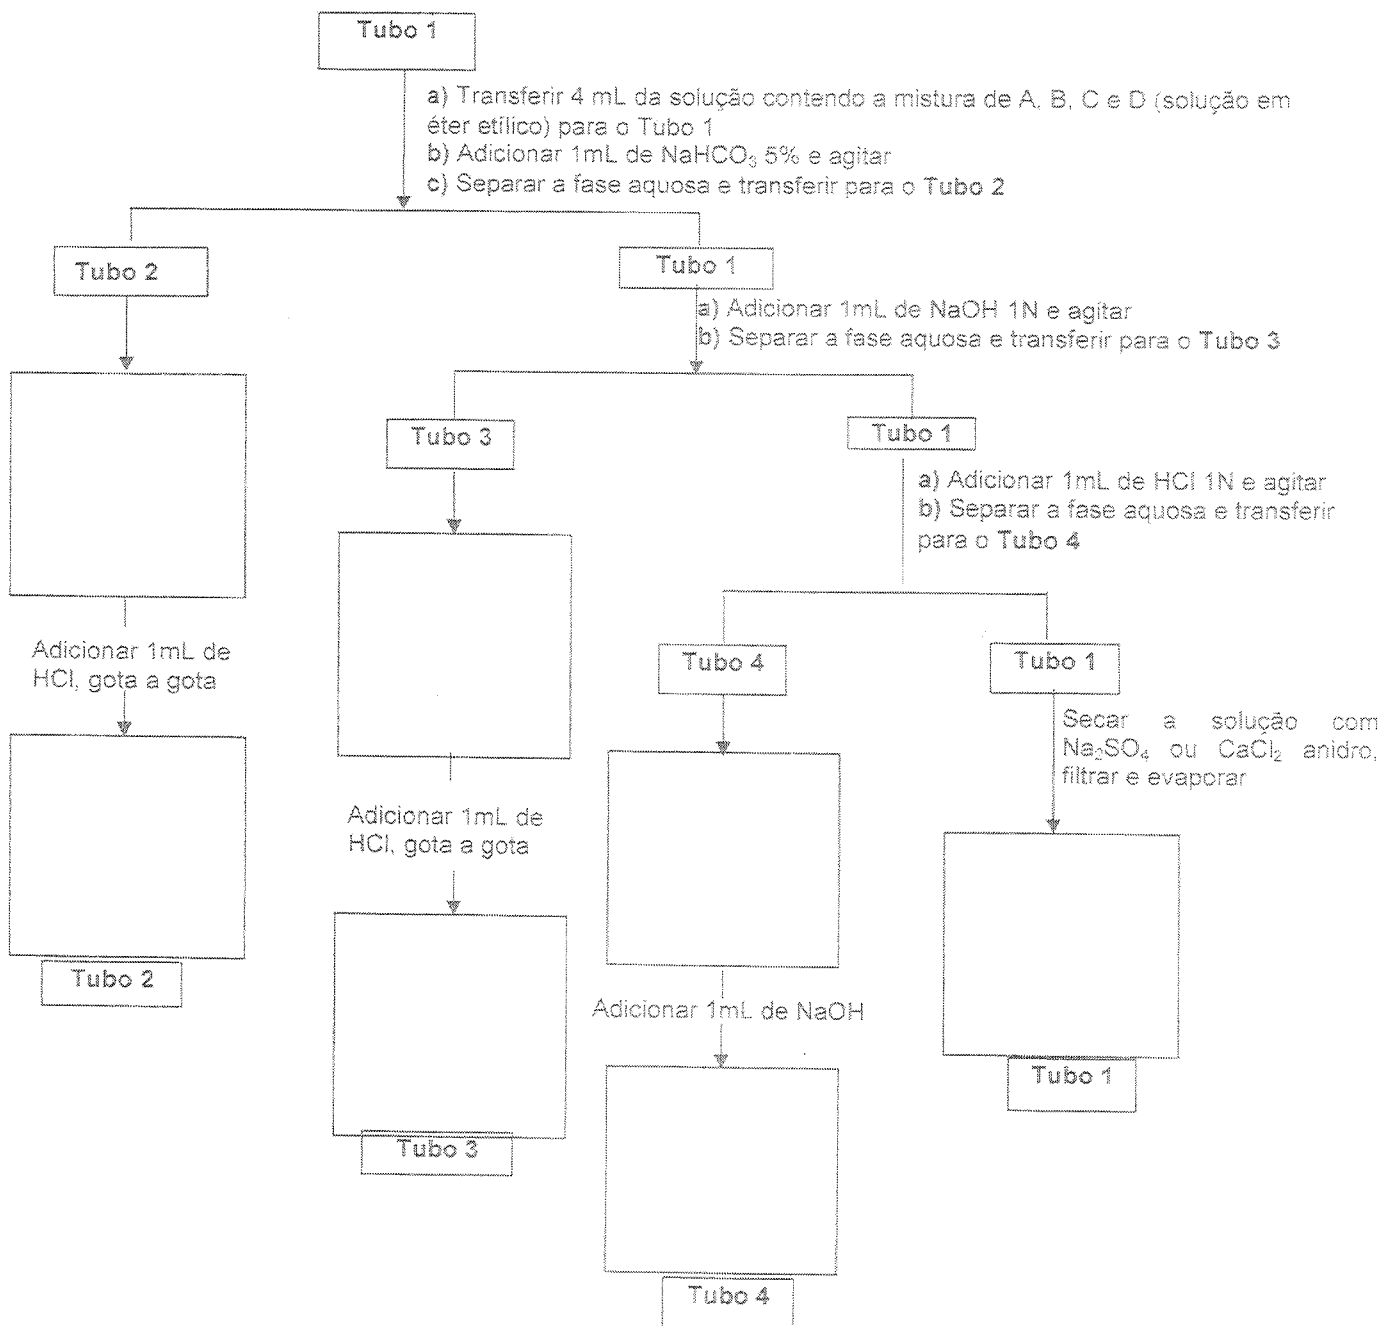 Tubo 1
a) Transferir 4 mL da solução contendo a mistura de A, B, C e D (solução em
éter etílico) para o Tubo 1
b) Adicionar 1mL de NaHCO₃ 5% e agitar
c) Separar a fase aquosa e transferir para o Tubo 2
Tubo 2
Tubo 1
a) Adicionar 1mL de NaOH 1N e agitar
b) Separar a fase aquosa e transferir para o Tubo 3
Tubo 3
Tubo 1
a) Adicionar 1mL de HCl 1N e agitar
b) Separar a fase aquosa e transferir
para o Tubo 4
Adicionar 1mL de
HCl, gota a gota
Tubo 4
Tubo 1
Secar a solução com
Na₂SO₄ ou CaCl₂ anidro,
filtrar e evaporar
Adicionar 1mL de
HCl, gota a gota
Tubo 2
Adicionar 1mL de NaOH
Tubo 1
Tubo 3
Tubo 4